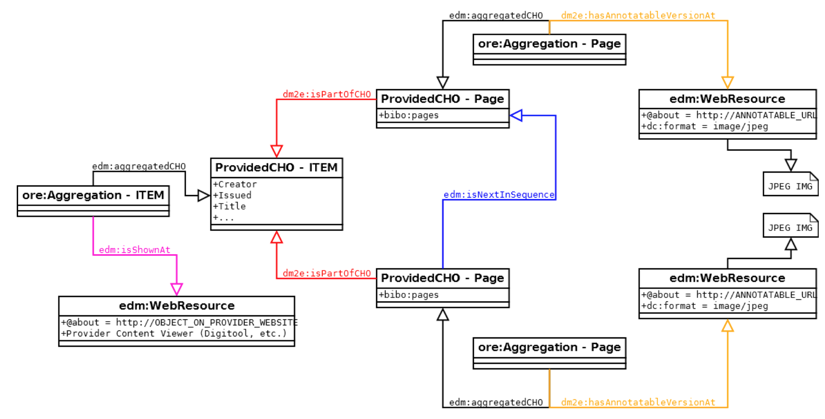 edm:aggregatedCHO
dm2e:hasAnnotatableVersionAt
ore:Aggregation - Page
dm2e:isPartOfCHO
ProvidedCHO - Page
+bibo:pages
edm:WebResource
+@about = http://ANNOTATABLE_URL
+dc:format = image/jpeg
edm:aggregatedCHO
ProvidedCHO - ITEM
+Creator
+Issued
+Title
+...
ore:Aggregation - ITEM
edm:isNextInSequence
JPEG IMG
JPEG IMG
edm:isShownAt
dm2e:isPartOfCHO
ProvidedCHO - Page
+bibo:pages
edm:WebResource
+@about = http://ANNOTATABLE_URL
+dc:format = image/jpeg
edm:WebResource
+@about = http://OBJECT_ON_PROVIDER_WEBSITE
+Provider Content Viewer (Digitool, etc.)
ore:Aggregation - Page
edm:aggregatedCHO
dm2e:hasAnnotatableVersionAt